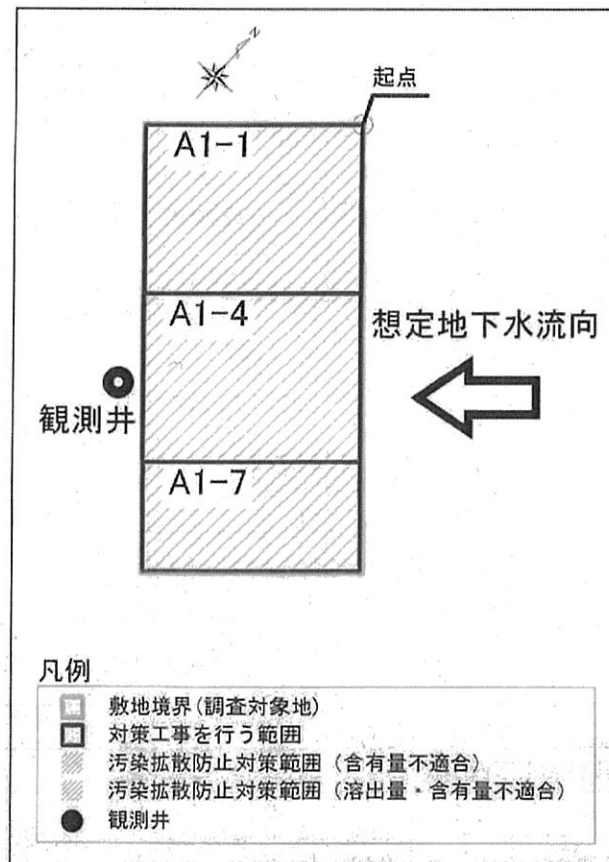 N
起点
A1-1
A1-4
想定地下水流向
観測井
A1-7
凡例
敷地境界(調査対象地)
対策工事を行う範囲
汚染拡散防止対策範囲（含有量不適合）
汚染拡散防止対策範囲（溶出量・含有量不適合）
観測井